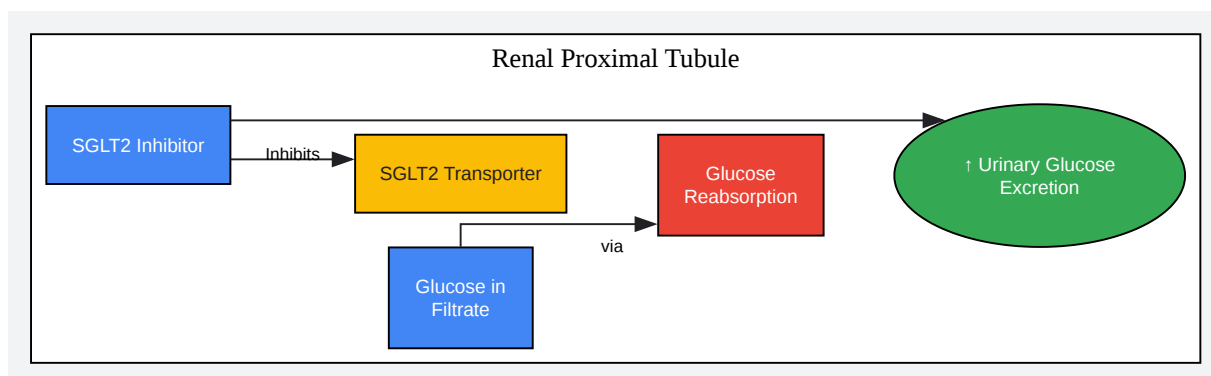 Renal Proximal Tubule
SGLT2 Inhibitor
Inhibits
SGLT2 Transporter
Glucose
Reabsorption
↑ Urinary Glucose
Excretion
via
Glucose in
Filtrate